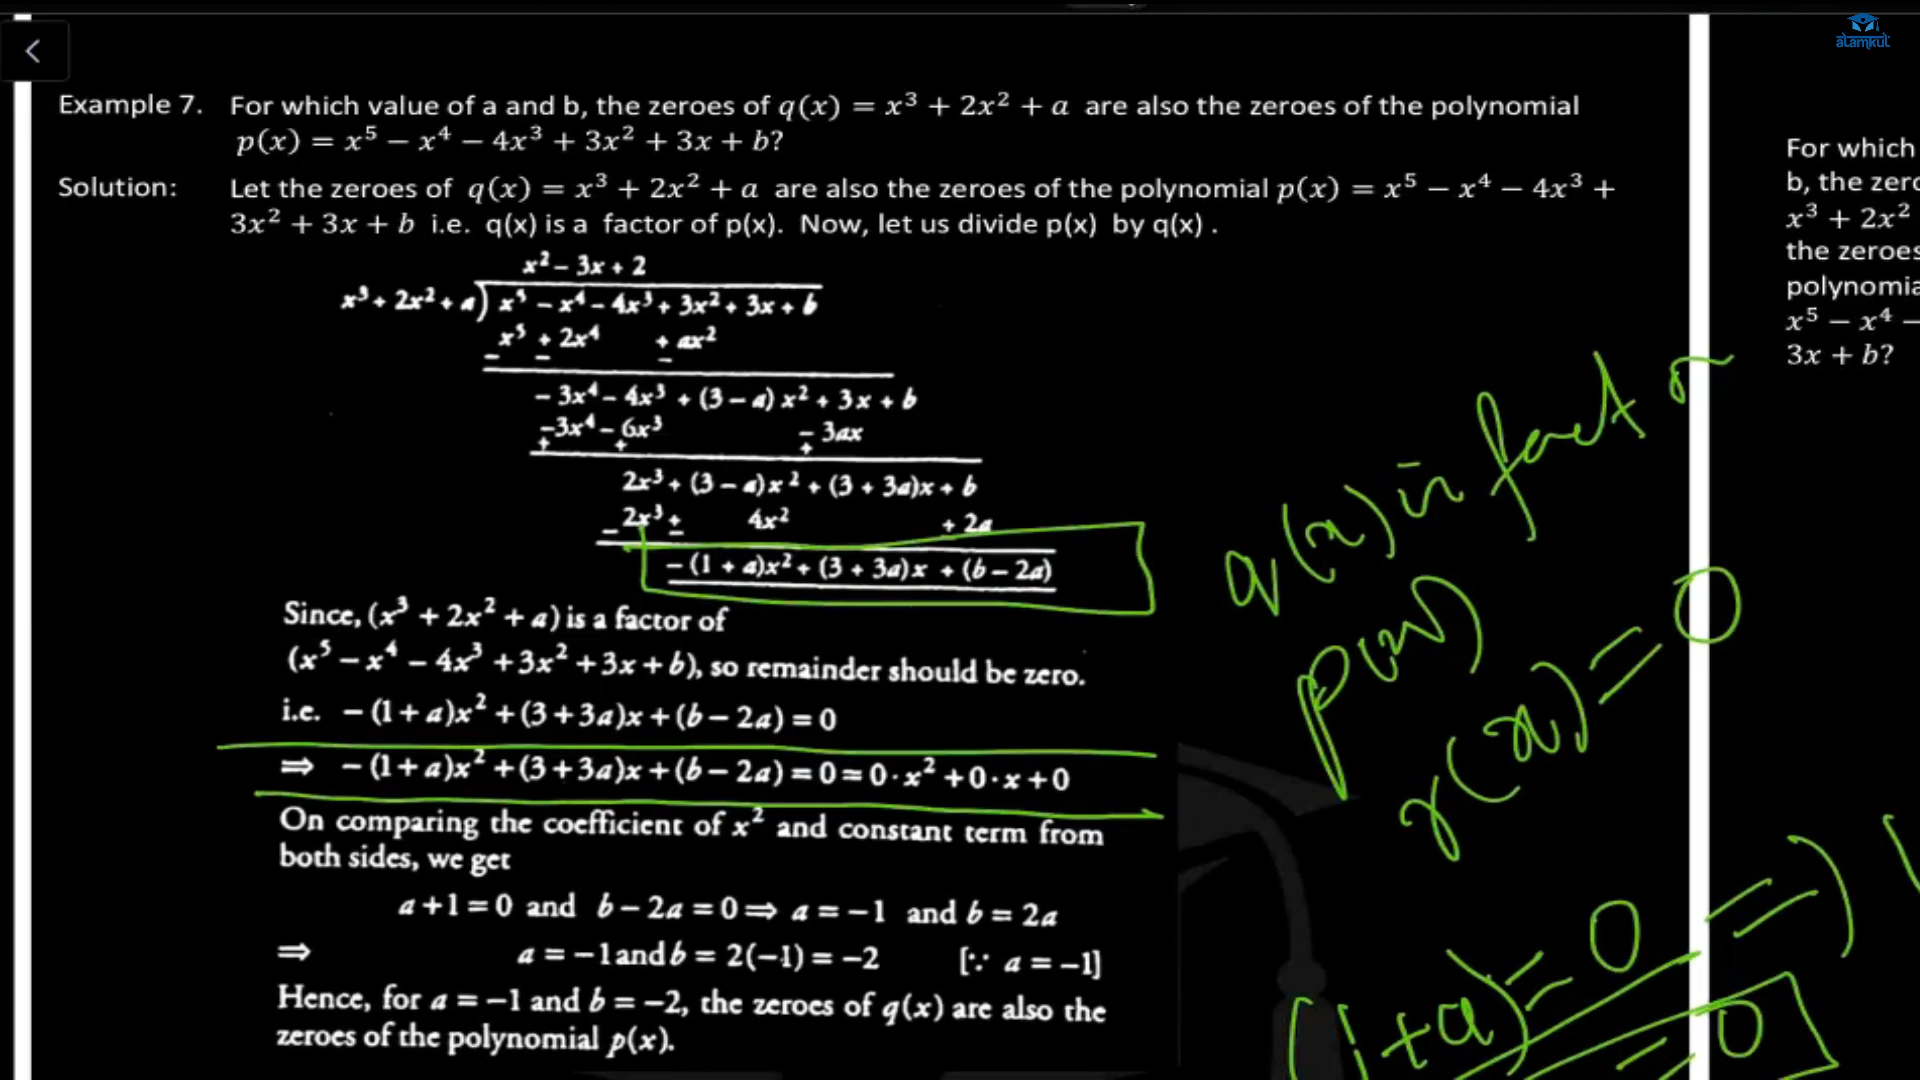 atamkul
Example 7. For which value of a and b, the zeroes of q(x) = x³ + 2x² + a are also the zeroes of the polynomial
p(x) = x⁵ − x⁴ − 4x³ + 3x² + 3x + b?
Solution: Let the zeroes of q(x) = x³ + 2x² + a are also the zeroes of the polynomial p(x) = x⁵ − x⁴ − 4x³ +
3x² + 3x + b i.e. q(x) is a factor of p(x). Now, let us divide p(x) by q(x) .
x² − 3x + 2
x³ + 2x² + a) x⁵ − x⁴ − 4x³ + 3x² + 3x + b
x⁵ + 2x⁴ + ax²
− − −
− 3x⁴ − 4x³ + (3 − a) x² + 3x + b
−3x⁴ − 6x³ − 3ax
+ + +
2x³ + (3 − a)x² + (3 + 3a)x + b
2x³ + 4x² + 2a
− −
− (1 + a)x² + (3 + 3a)x + (b − 2a)
Since, (x³ + 2x² + a) is a factor of
(x⁵ − x⁴ − 4x³ +3x² +3x + b), so remainder should be zero.
i.e. − (1 + a)x² +(3 + 3a)x + (b − 2a) = 0
⇒ − (1 + a)x² +(3 + 3a)x + (b − 2a) = 0 = 0·x² + 0·x + 0
On comparing the coefficient of x² and constant term from
both sides, we get
a + 1 = 0 and b − 2a = 0 ⇒ a = −1 and b = 2a
⇒ a = −1 and b = 2(−1) = −2 [∵ a = −1]
Hence, for a = −1 and b = −2, the zeroes of q(x) are also the
zeroes of the polynomial p(x).
q(x) is factor
p(x)
r(x) = 0
(1+a) = 0 ⇒
= 0
For which
b, the zero
x³ + 2x²
the zeroes
polynomia
x⁵ − x⁴ −
3x + b?